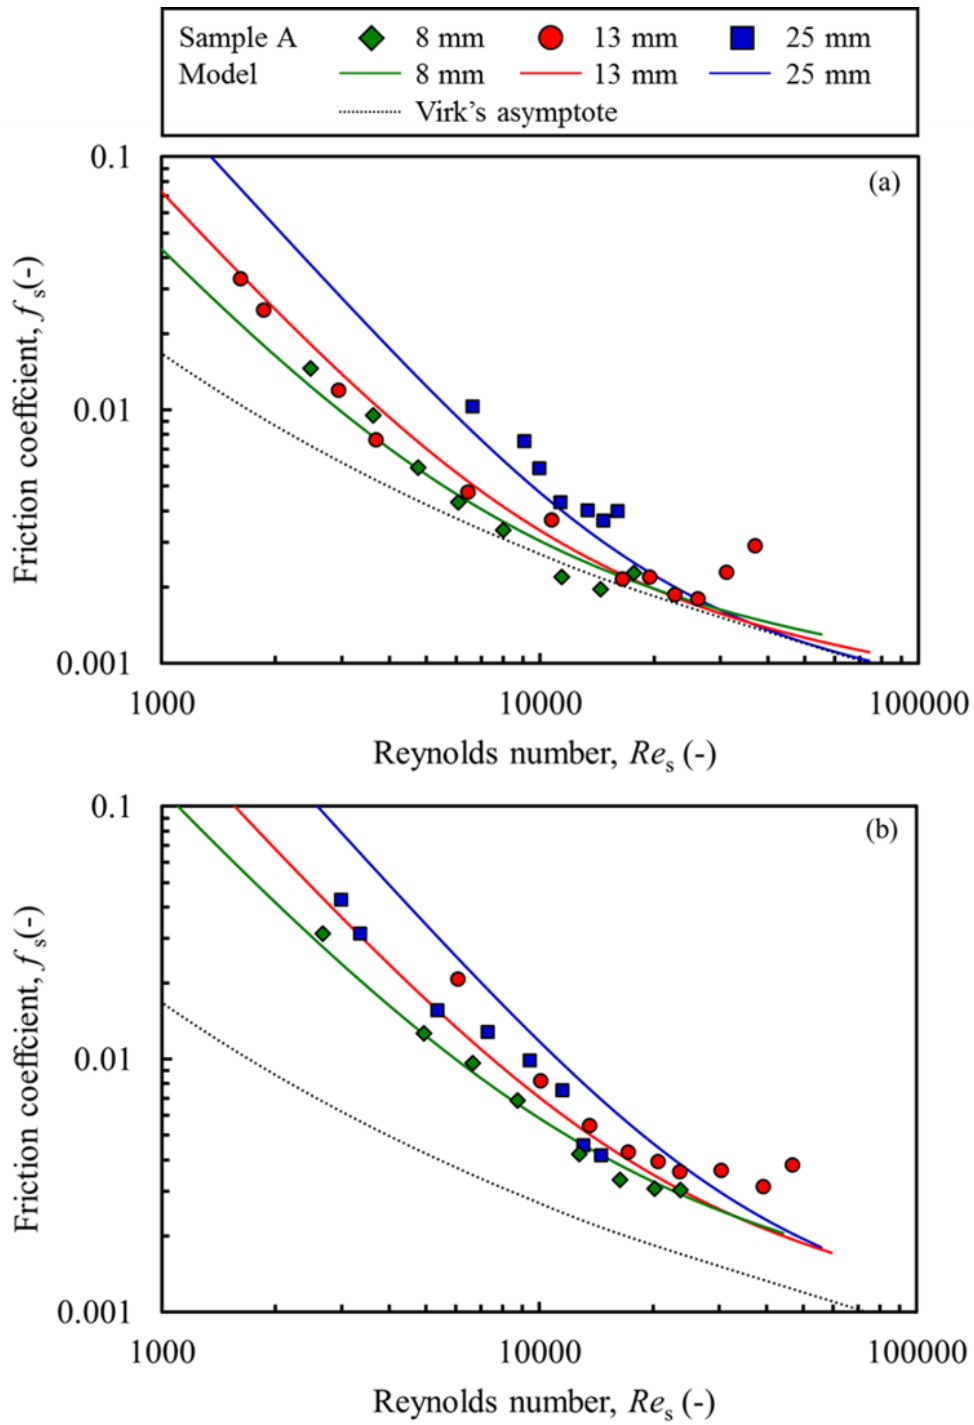 Sample A 8 mm 13 mm 25 mm
Model 8 mm 13 mm 25 mm
Virk's asymptote
0.1
(a)
0.01
0.001
Friction coeffcient, fs(-)
1000 10000 100000
Reynolds number, Res (-)
0.1
(b)
0.01
0.001
Friction coeffcient, fs(-)
1000 10000 100000
Reynolds number, Res (-)